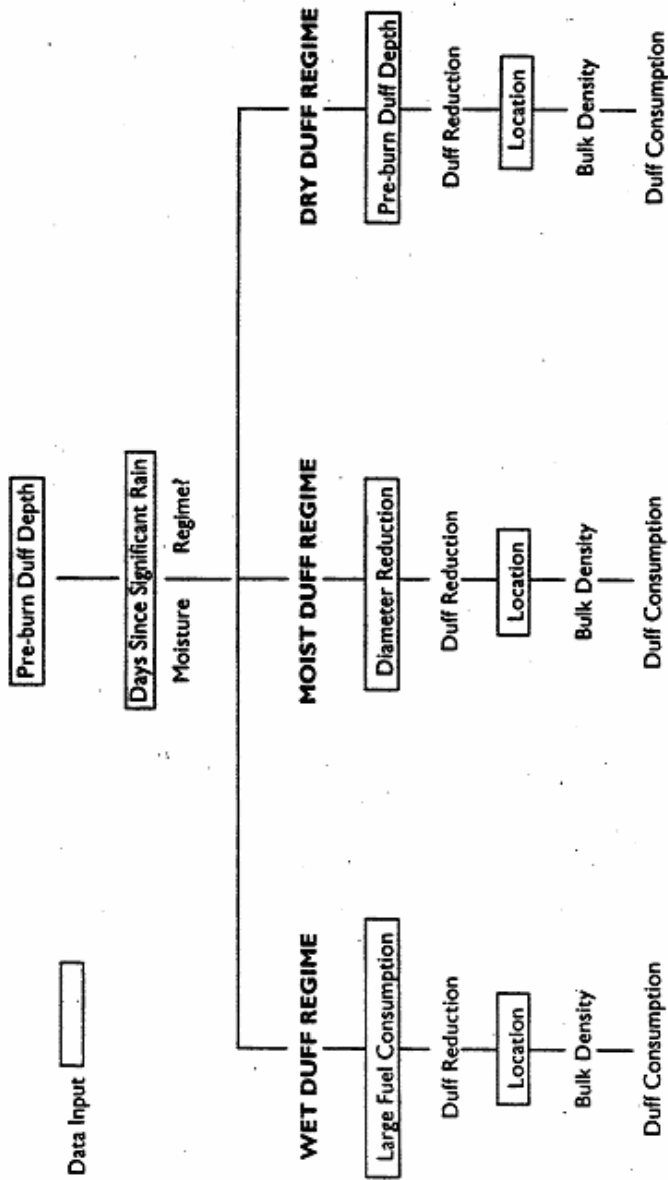 Data Input
Pre-burn Duff Depth
Days Since Significant Rain
Moisture Regime?
WET DUFF REGIME
Large Fuel Consumption
Duff Reduction
Location
Bulk Density
Duff Consumption
MOIST DUFF REGIME
Diameter Reduction
Duff Reduction
Location
Bulk Density
Duff Consumption
DRY DUFF REGIME
Pre-burn Duff Depth
Duff Reduction
Location
Bulk Density
Duff Consumption